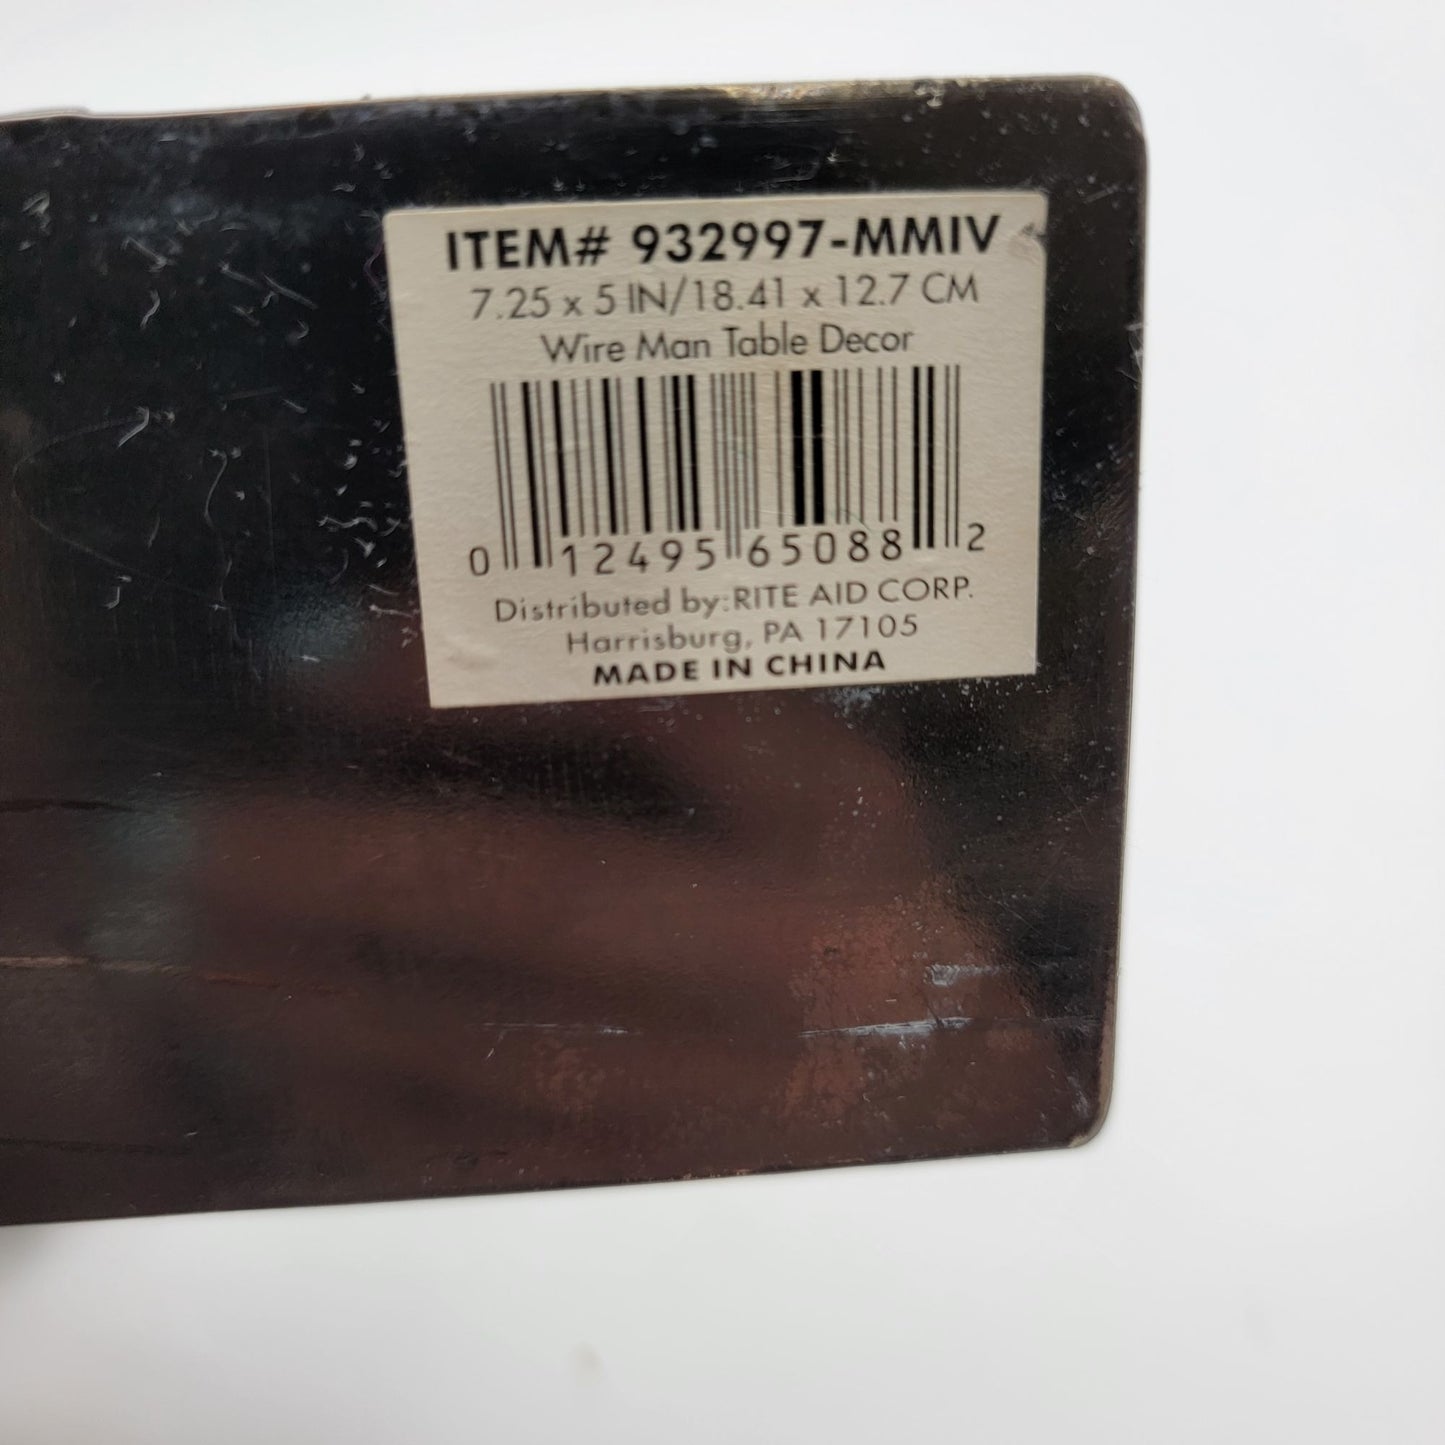 ITEM# 932997-MMIV
7.25 x 5 IN/18.41 x 12.7 CM
Wire Man Table Decor
0 12495 65088 2
Distributed by:RITE AID CORP.
Harrisburg, PA 17105
MADE IN CHINA